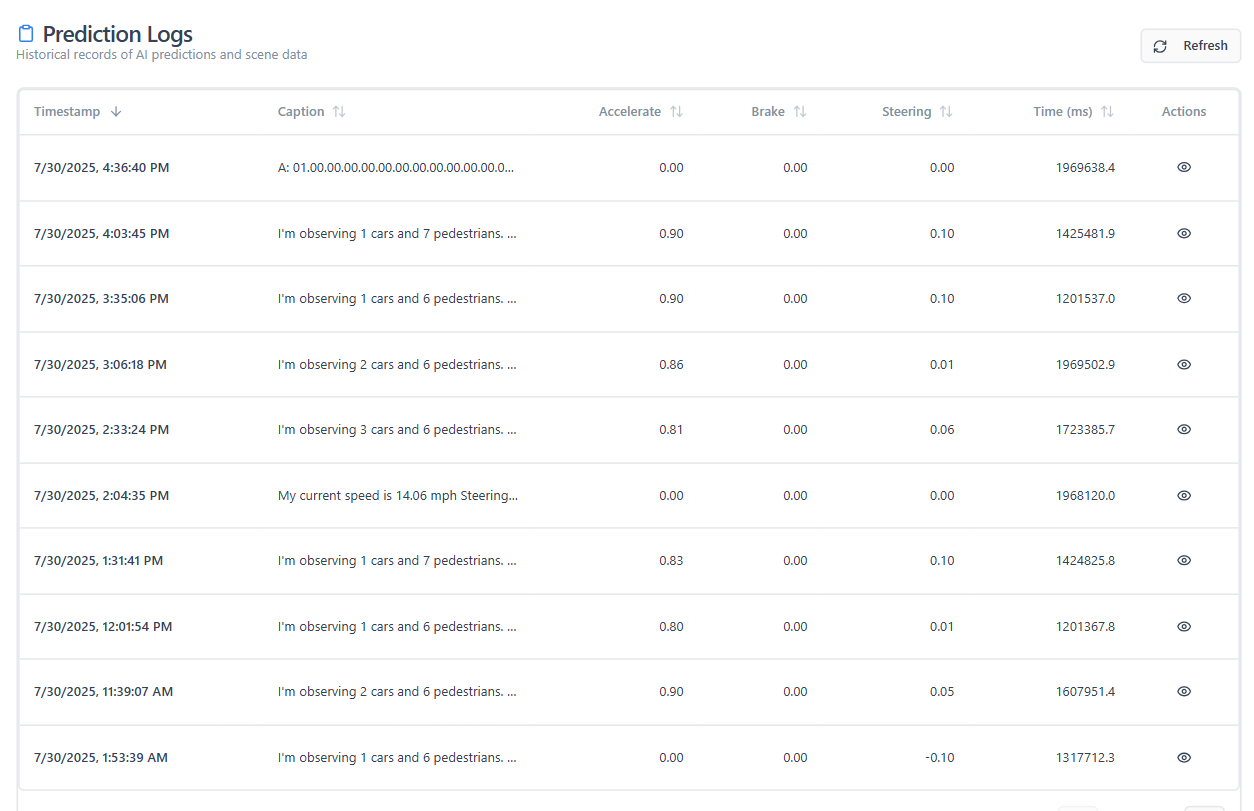 Prediction Logs
Historical records of AI predictions and scene data
Refresh
Timestamp Caption Accelerate Brake Steering Time (ms) Actions
7/30/2025, 4:36:40 PM A: 01.00.00.00.00.00.00.00.00.00.00.00.0... 0.00 0.00 0.00 1969638.4
7/30/2025, 4:03:45 PM I'm observing 1 cars and 7 pedestrians. ... 0.90 0.00 0.10 1425481.9
7/30/2025, 3:35:06 PM I'm observing 1 cars and 6 pedestrians. ... 0.90 0.00 0.10 1201537.0
7/30/2025, 3:06:18 PM I'm observing 2 cars and 6 pedestrians. ... 0.86 0.00 0.01 1969502.9
7/30/2025, 2:33:24 PM I'm observing 3 cars and 6 pedestrians. ... 0.81 0.00 0.06 1723385.7
7/30/2025, 2:04:35 PM My current speed is 14.06 mph Steering... 0.00 0.00 0.00 1968120.0
7/30/2025, 1:31:41 PM I'm observing 1 cars and 7 pedestrians. ... 0.83 0.00 0.10 1424825.8
7/30/2025, 12:01:54 PM I'm observing 1 cars and 6 pedestrians. ... 0.80 0.00 0.01 1201367.8
7/30/2025, 11:39:07 AM I'm observing 2 cars and 6 pedestrians. ... 0.90 0.00 0.05 1607951.4
7/30/2025, 1:53:39 AM I'm observing 1 cars and 6 pedestrians. ... 0.00 0.00 -0.10 1317712.3